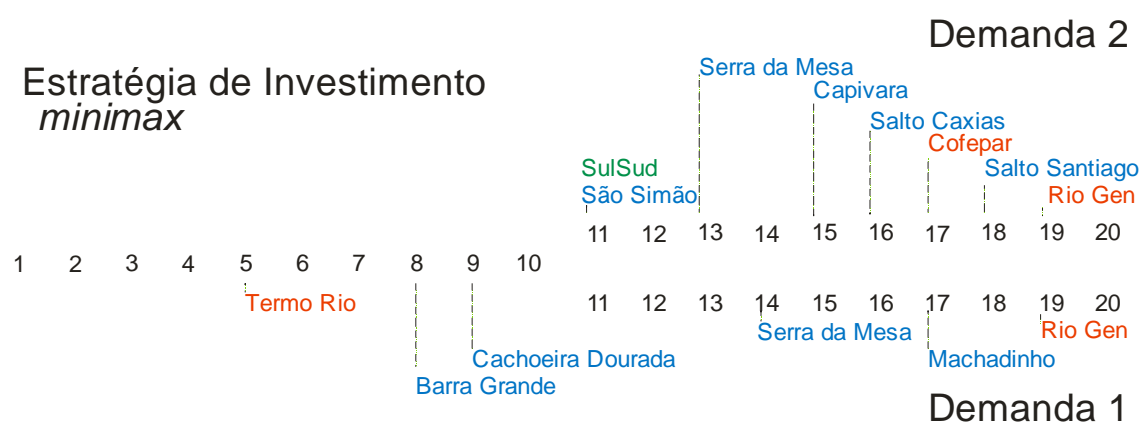 Demanda 2
Estratégia de Investimento
minimax
Serra da Mesa
Capivara
Salto Caxias
Cofepar
SulSud
Salto Santiago
São Simão
Rio Gen
11 12 13 14 15 16 17 18 19 20
1 2 3 4 5 6 7 8 9 10
Termo Rio
11 12 13 14 15 16 17 18 19 20
Serra da Mesa
Rio Gen
Cachoeira Dourada
Machadinho
Barra Grande
Demanda 1